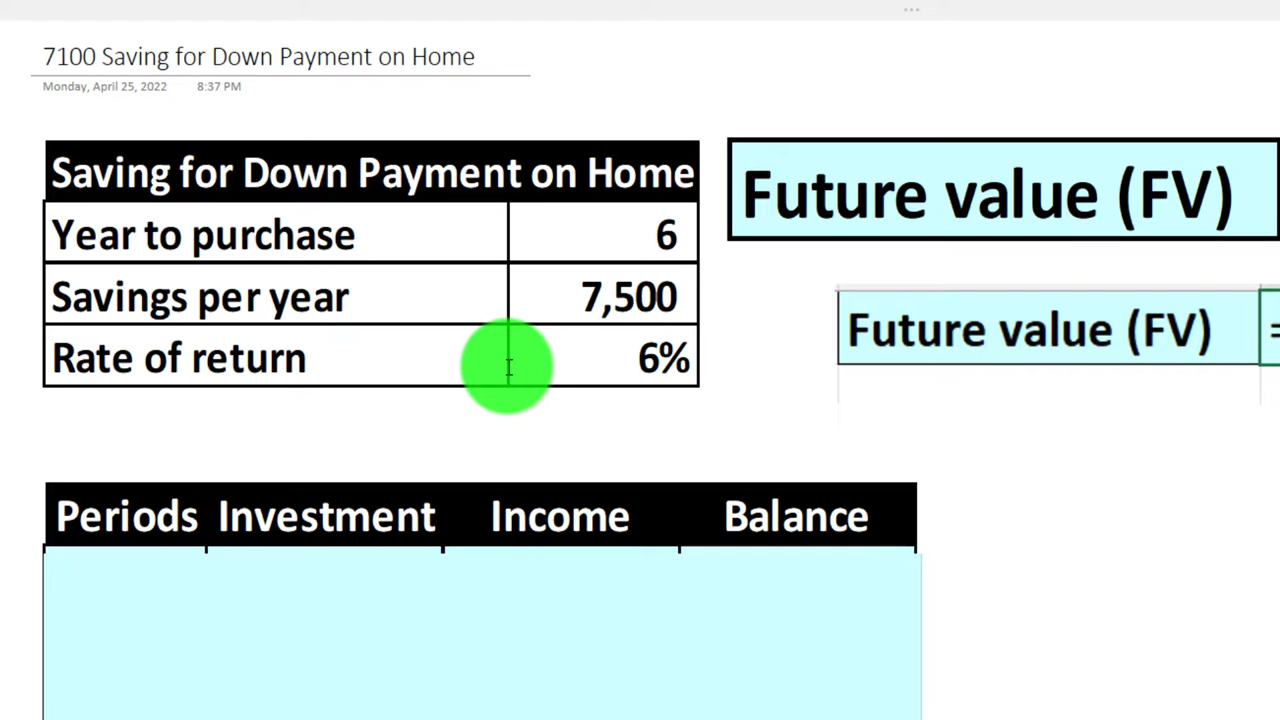 7100 Saving for Down Payment on Home
Monday, April 25, 2022 8:37 PM
Saving for Down Payment on Home
Year to purchase 6
Savings per year 7,500
Rate of return 6%
Future value (FV)
Future value (FV) =
Periods Investment Income Balance